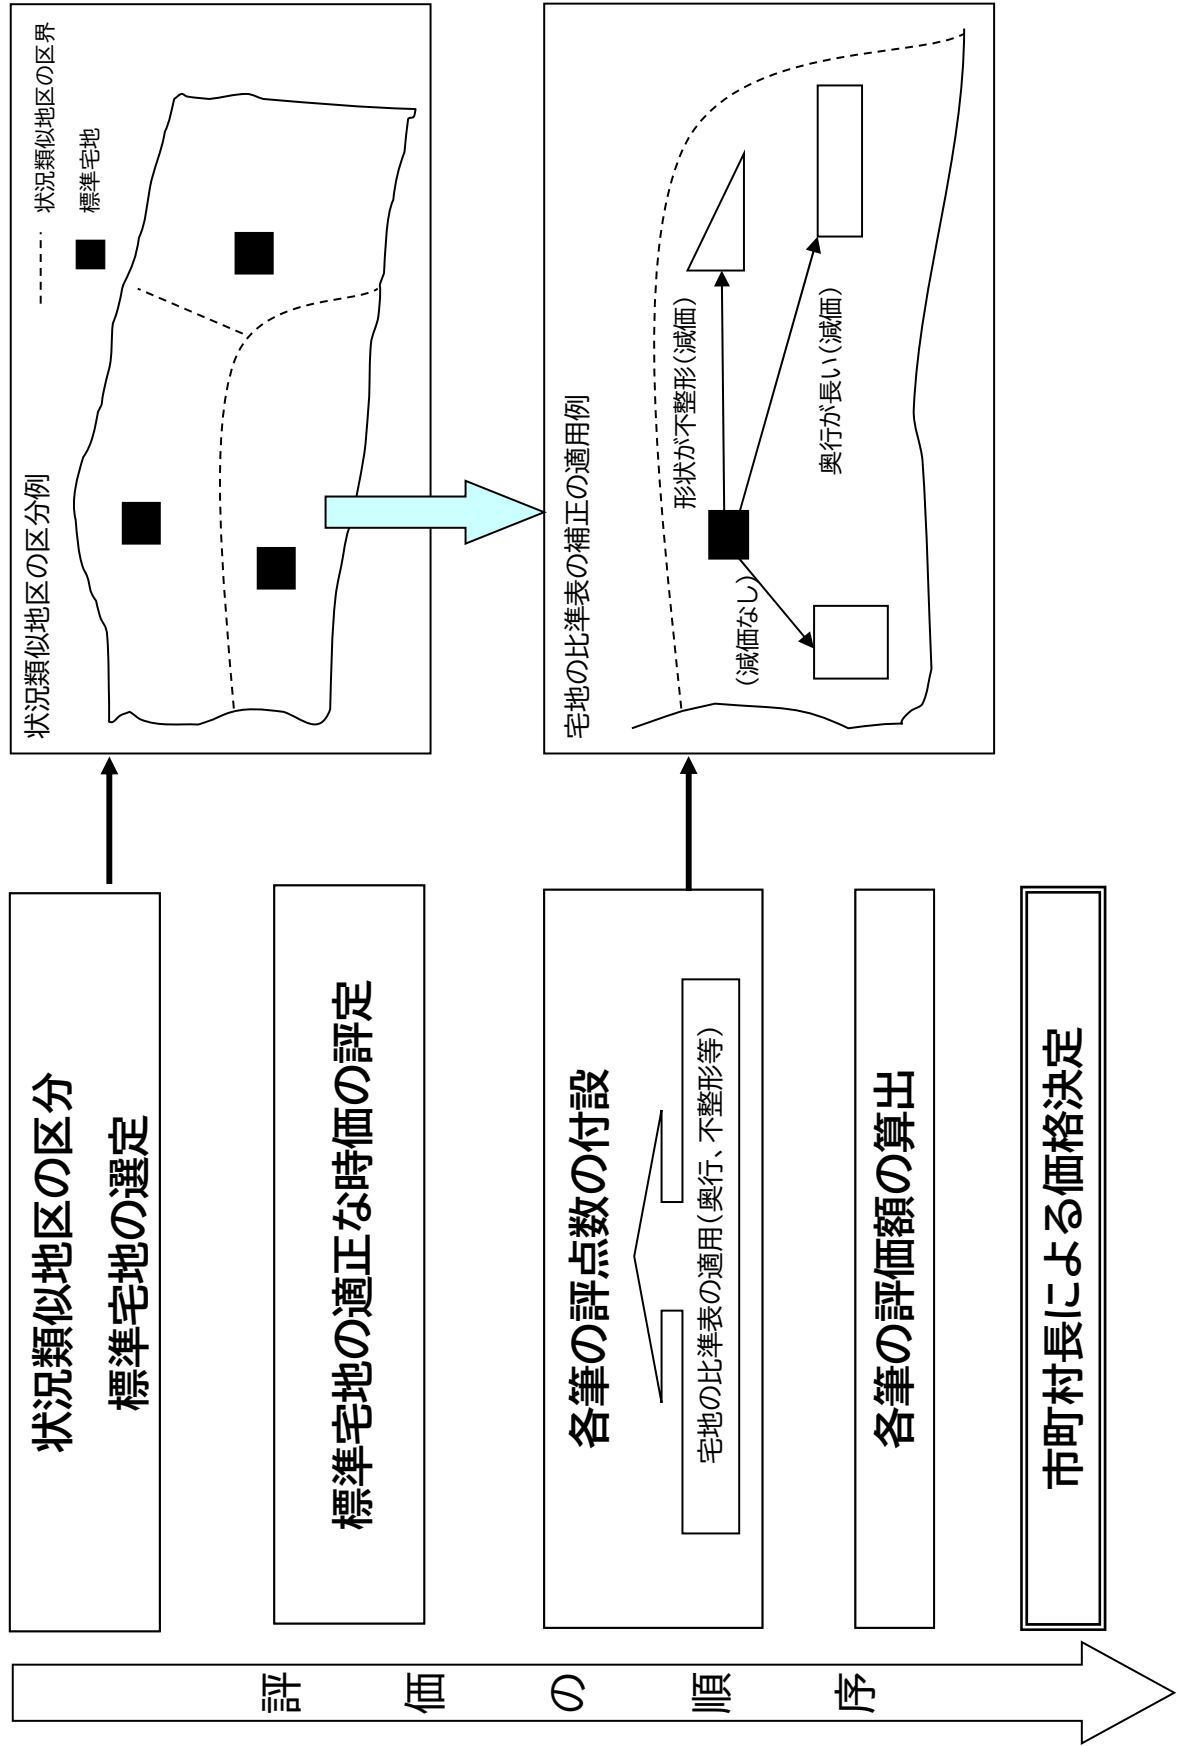 評価の順序
状況類似地区の区分
標準宅地の選定
標準宅地の適正な時価の評定
各筆の評点数の付設
宅地の比準表の適用(奥行、不整形等)
各筆の評価額の算出
市町村長による価格決定
状況類似地区の区分例
状況類似地区の区界
標準宅地
宅地の比準表の補正の適用例
形状が不整形(減価)
(減価なし)
奥行が長い(減価)